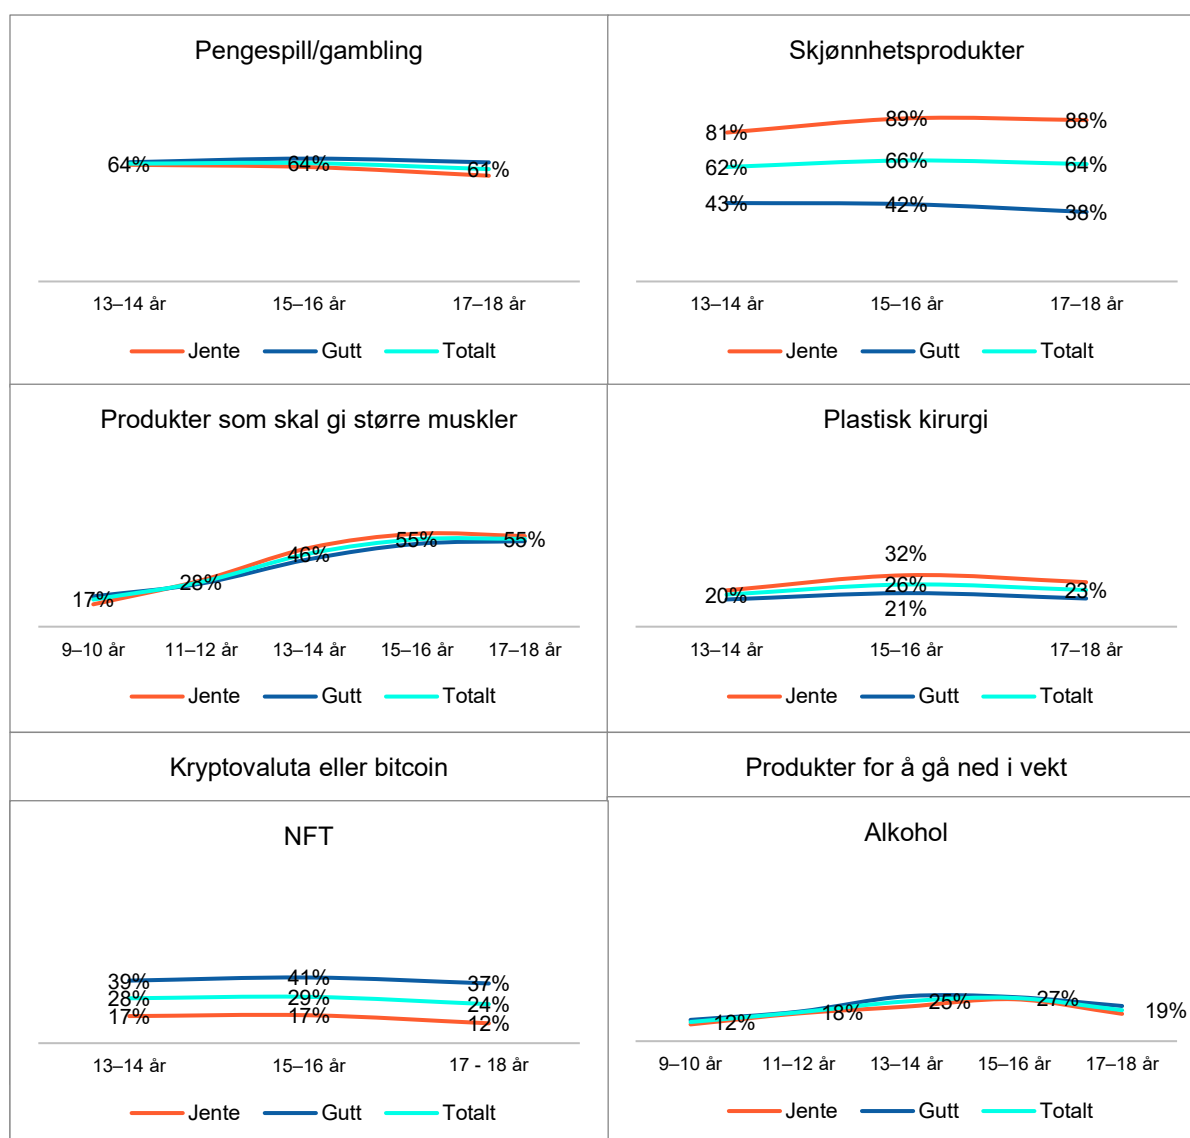 Pengespill/gambling
64% 64% 61%
13–14 år 15–16 år 17–18 år
Jente Gutt Totalt
Skjønnhetsprodukter
81% 89% 88%
62% 66% 64%
43% 42% 38%
13–14 år 15–16 år 17–18 år
Jente Gutt Totalt
Produkter som skal gi større muskler
17% 28% 46% 55% 55%
9–10 år 11–12 år 13–14 år 15–16 år 17–18 år
Jente Gutt Totalt
Plastisk kirurgi
32%
20% 26% 23%
21%
13–14 år 15–16 år 17–18 år
Jente Gutt Totalt
Kryptovaluta eller bitcoin
Produkter for å gå ned i vekt
NFT
39% 41% 37%
28% 29% 24%
17% 17% 12%
13–14 år 15–16 år 17 - 18 år
Jente Gutt Totalt
Alkohol
12% 18% 25% 27% 19%
9–10 år 11–12 år 13–14 år 15–16 år 17–18 år
Jente Gutt Totalt